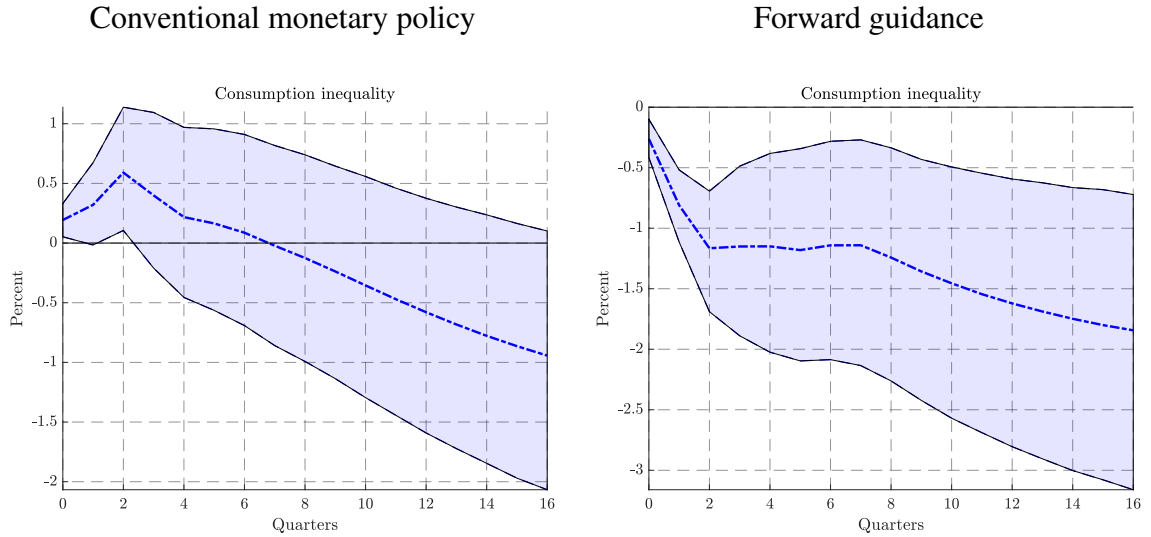 Conventional monetary policy
Forward guidance
Consumption inequality
1
0.5
0
-0.5
-1
-1.5
-2
Percent
0 2 4 6 8 10 12 14 16
Quarters
Consumption inequality
0
-0.5
-1
-1.5
-2
-2.5
-3
Percent
0 2 4 6 8 10 12 14 16
Quarters